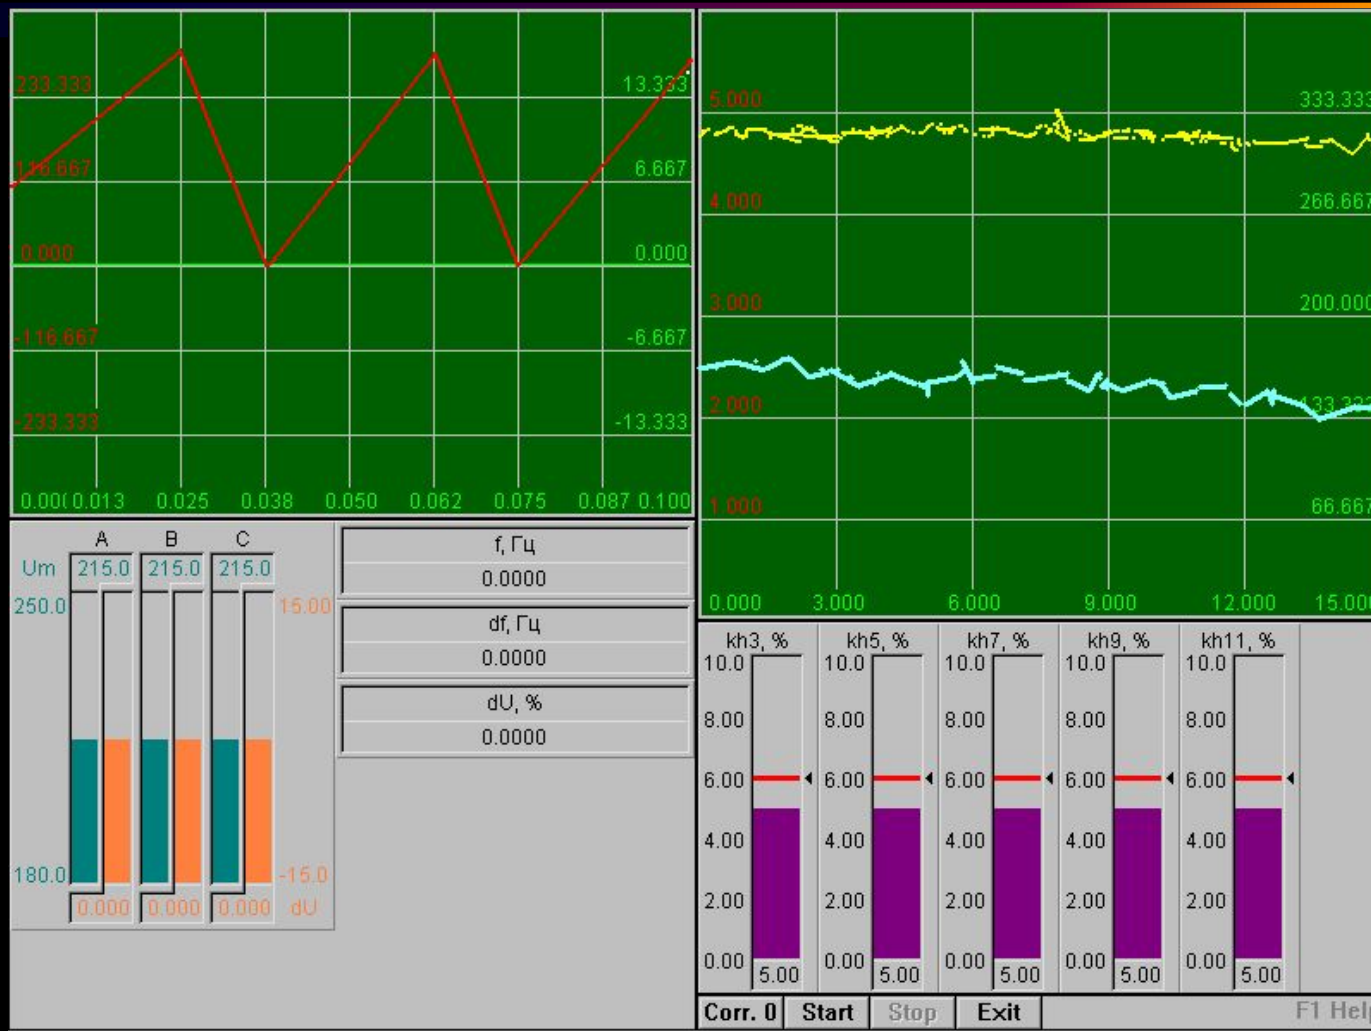 233.333 13.333
116.667 6.667
0.000 0.000
-116.667 -6.667
-233.333 -13.333
0.00( 0.013 0.025 0.038 0.050 0.062 0.075 0.087 0.100
5.000 333.333
4.000 266.667
3.000 200.000
2.000 133.333
1.000 66.667
0.000 3.000 6.000 9.000 12.000 15.000
A B C
Um 215.0 215.0 215.0
250.0 15.00
180.0 -15.0
0.000 0.000 0.000 dU
f, Гц
0.0000
df, Гц
0.0000
dU, %
0.0000
kh3, % kh5, % kh7, % kh9, % kh11, %
10.0 10.0 10.0 10.0 10.0
8.00 8.00 8.00 8.00 8.00
6.00 6.00 6.00 6.00 6.00
4.00 4.00 4.00 4.00 4.00
2.00 2.00 2.00 2.00 2.00
0.00 0.00 0.00 0.00 0.00
5.00 5.00 5.00 5.00 5.00
Corr. 0 Start Stop Exit F1 Help